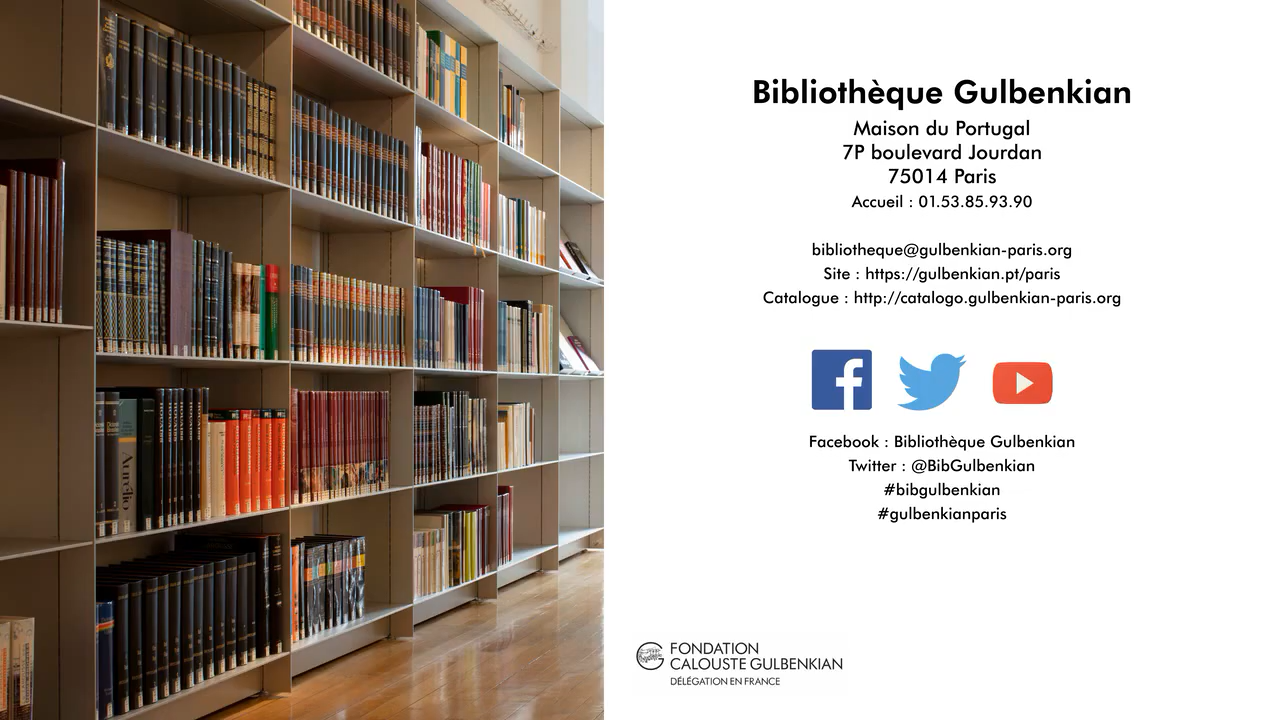 Bibliothèque Gulbenkian
Maison du Portugal
7P boulevard Jourdan
75014 Paris
Accueil : 01.53.85.93.90
bibliotheque@gulbenkian-paris.org
Site : https://gulbenkian.pt/paris
Catalogue : http://catalogo.gulbenkian-paris.org
Facebook : Bibliothèque Gulbenkian
Twitter : @BibGulbenkian
#bibgulbenkian
#gulbenkianparis
FONDATION
CALOUSTE GULBENKIAN
DÉLÉGATION EN FRANCE
Aurélio